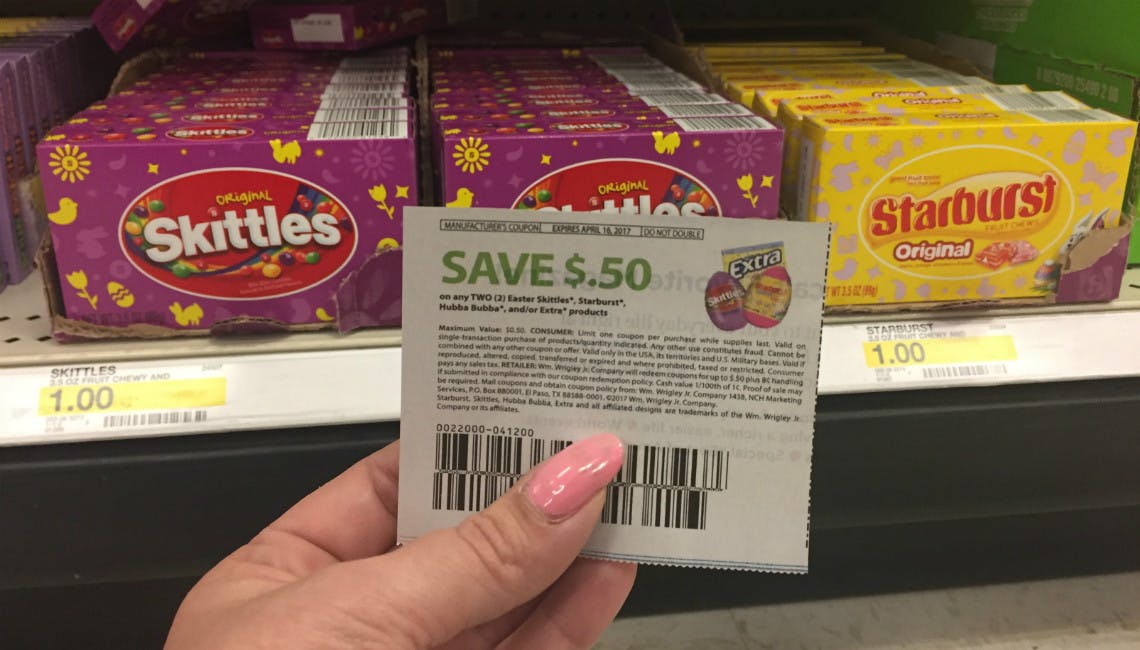 Original
Skittles
Original
Skittles
Starburst
FRUIT CHEWS
Original
NET WT 3.5 OZ (99g)
MANUFACTURER'S COUPON EXPIRES APRIL 16, 2017 DO NOT DOUBLE
SAVE $.50
on any TWO (2) Easter Skittles*, Starburst*,
Hubba Bubba*, and/or Extra* products
Extra
Skittles
Maximum Value: $0.50. CONSUMER: Limit one coupon per purchase while supplies last. Valid on
single-transaction purchase of products/quantity indicated. Any other use constitutes fraud. Cannot be
combined with any other coupon or offer. Valid only in the USA, its territories and U.S. Military bases. Void if
reproduced, altered, copied, transferred or expired and where prohibited, taxed or restricted. Consumer
pays any sales tax. RETAILER: Wm. Wrigley Jr. Company will redeem coupons for up to $.50 plus 8¢ handling
if submitted in compliance with our coupon redemption policy. Cash value 1/100th of 1¢. Proof of sale may
be required. Mail coupons and obtain coupon policy from: Wm. Wrigley Jr. Company 1438, NCH Marketing
Services, P.O. Box 880001, El Paso, TX 88588-0001. ©2017 Wm. Wrigley Jr. Company.
Starburst, Skittles, Hubba Bubba, Extra and all affiliated designs are trademarks of the Wm. Wrigley Jr.
Company or its affiliates.
0022000-041200
SKITTLES
3.5 OZ FRUIT CHEWY AND
1.00
STARBURST
3.5 OZ FRUIT CHEWY AND
1.00